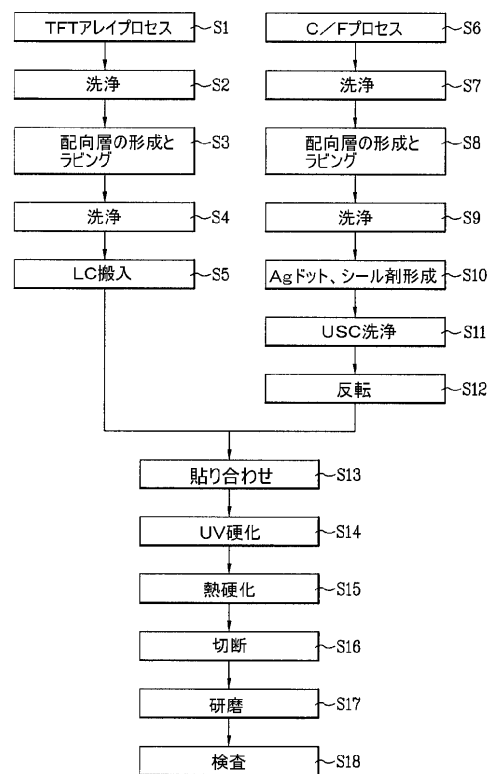 TFTアレイプロセス
S1
洗浄
S2
配向層の形成と
ラビング
S3
洗浄
S4
LC搬入
S5
C/Fプロセス
S6
洗浄
S7
配向層の形成と
ラビング
S8
洗浄
S9
Agドット、シール剤形成
S10
USC洗浄
S11
反転
S12
貼り合わせ
S13
UV硬化
S14
熱硬化
S15
切断
S16
研磨
S17
検査
S18